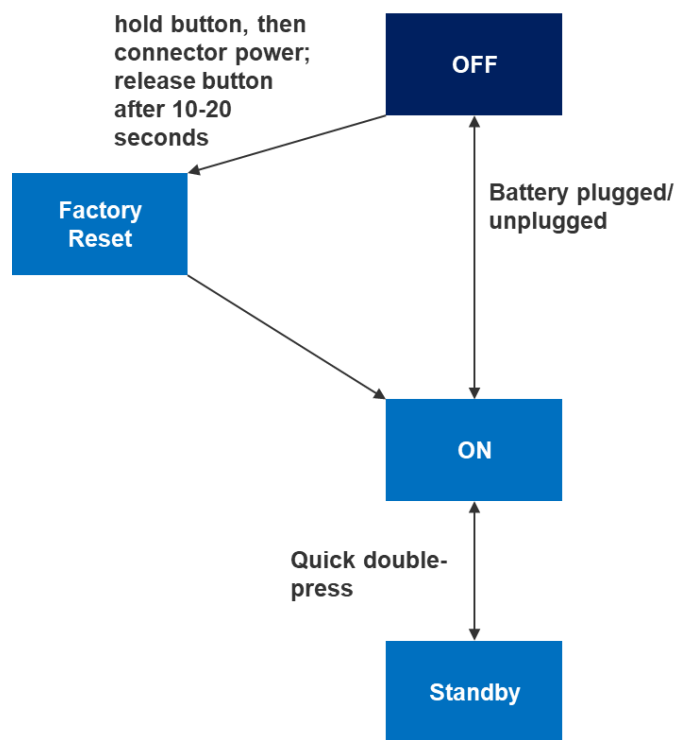 hold button, then
connector power;
release button
after 10-20
seconds
OFF
Factory
Reset
Battery plugged/
unplugged
ON
Quick double-
press
Standby